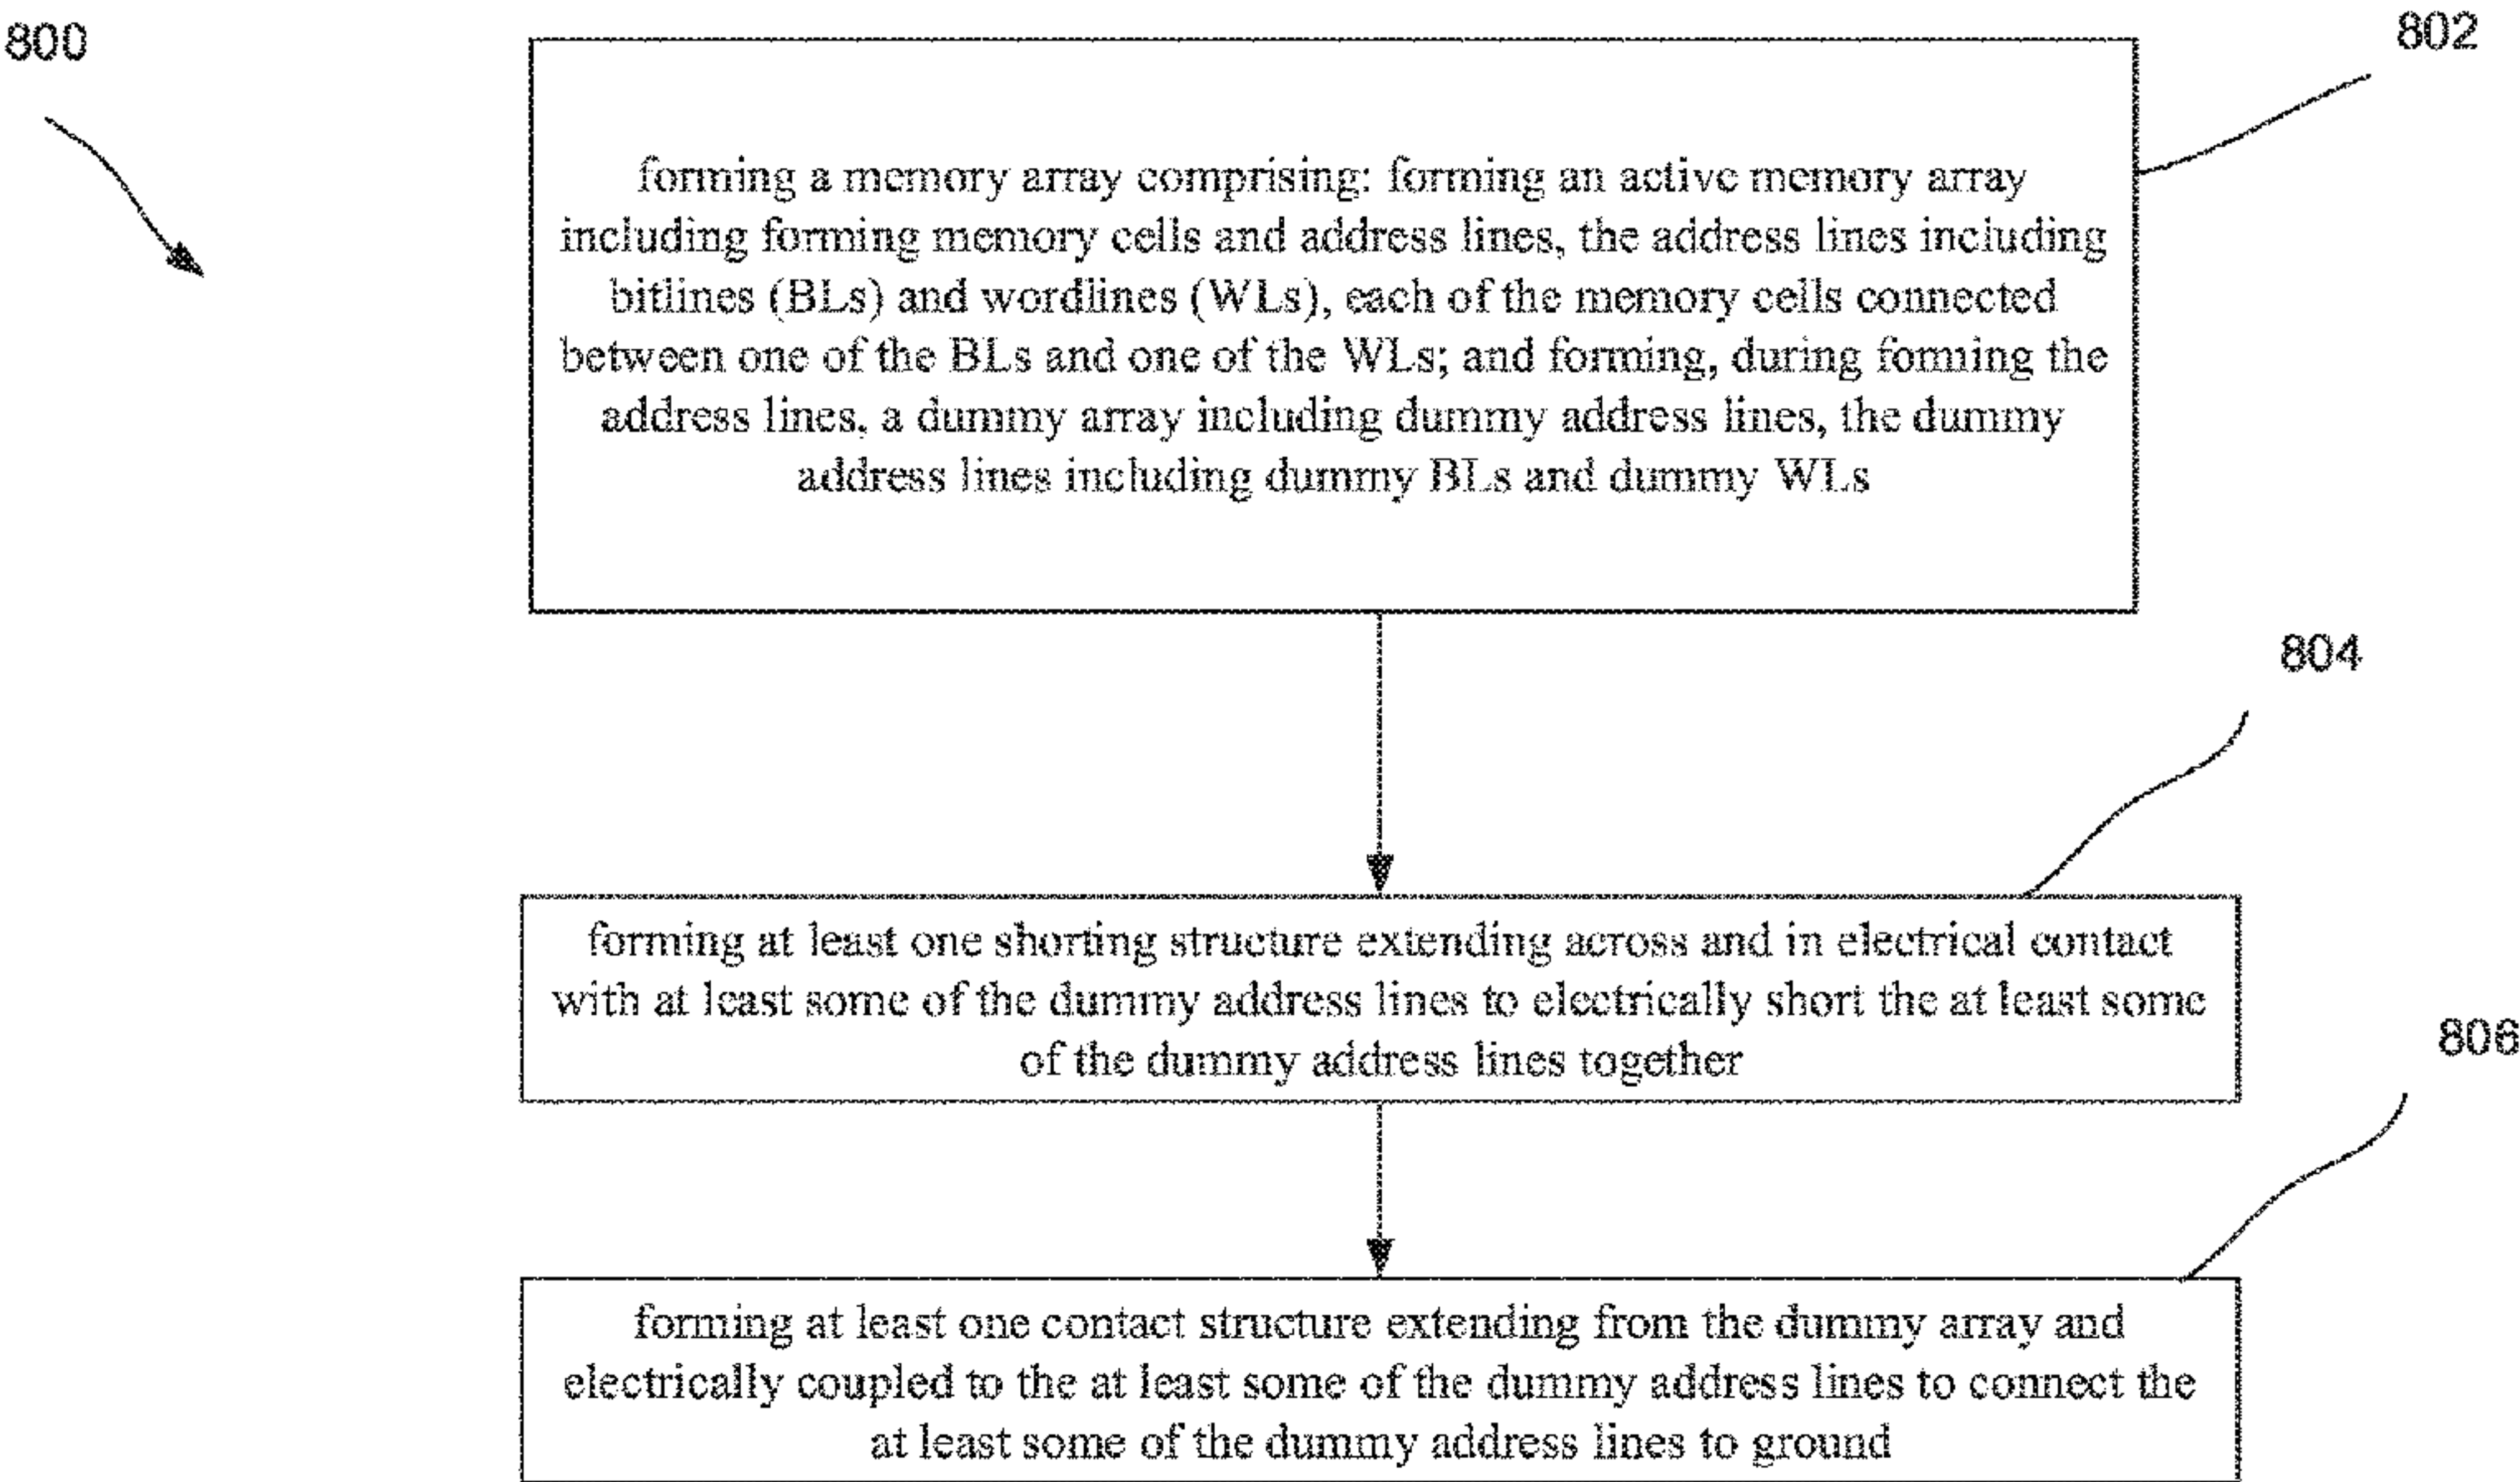 800
802
forming a memory array comprising: forming an active memory array
including forming memory cells and address lines, the address lines including
bitlines (BLs) and wordlines (WLs), each of the memory cells connected
between one of the BLs and one of the WLs; and forming, during forming the
address lines, a dummy array including dummy address lines, the dummy
address lines including dummy BLs and dummy WLs
804
forming at least one shorting structure extending across and in electrical contact
with at least some of the dummy address lines to electrically short the at least some
of the dummy address lines together
806
forming at least one contact structure extending from the dummy array and
electrically coupled to the at least some of the dummy address lines to connect the
at least some of the dummy address lines to ground